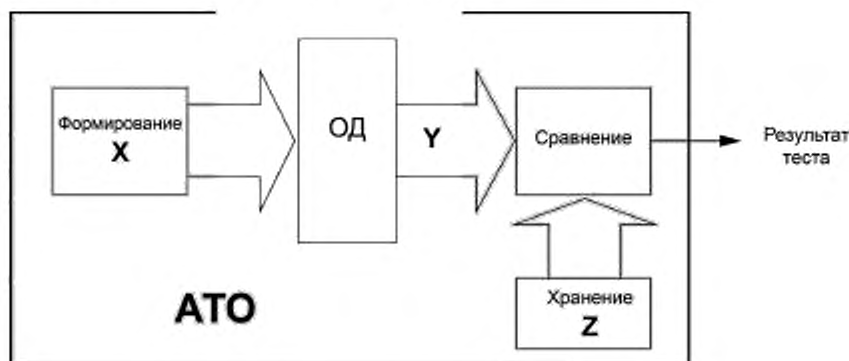 Формирование
X
ОД
Y
Сравнение
Результат
теста
Хранение
Z
АТО